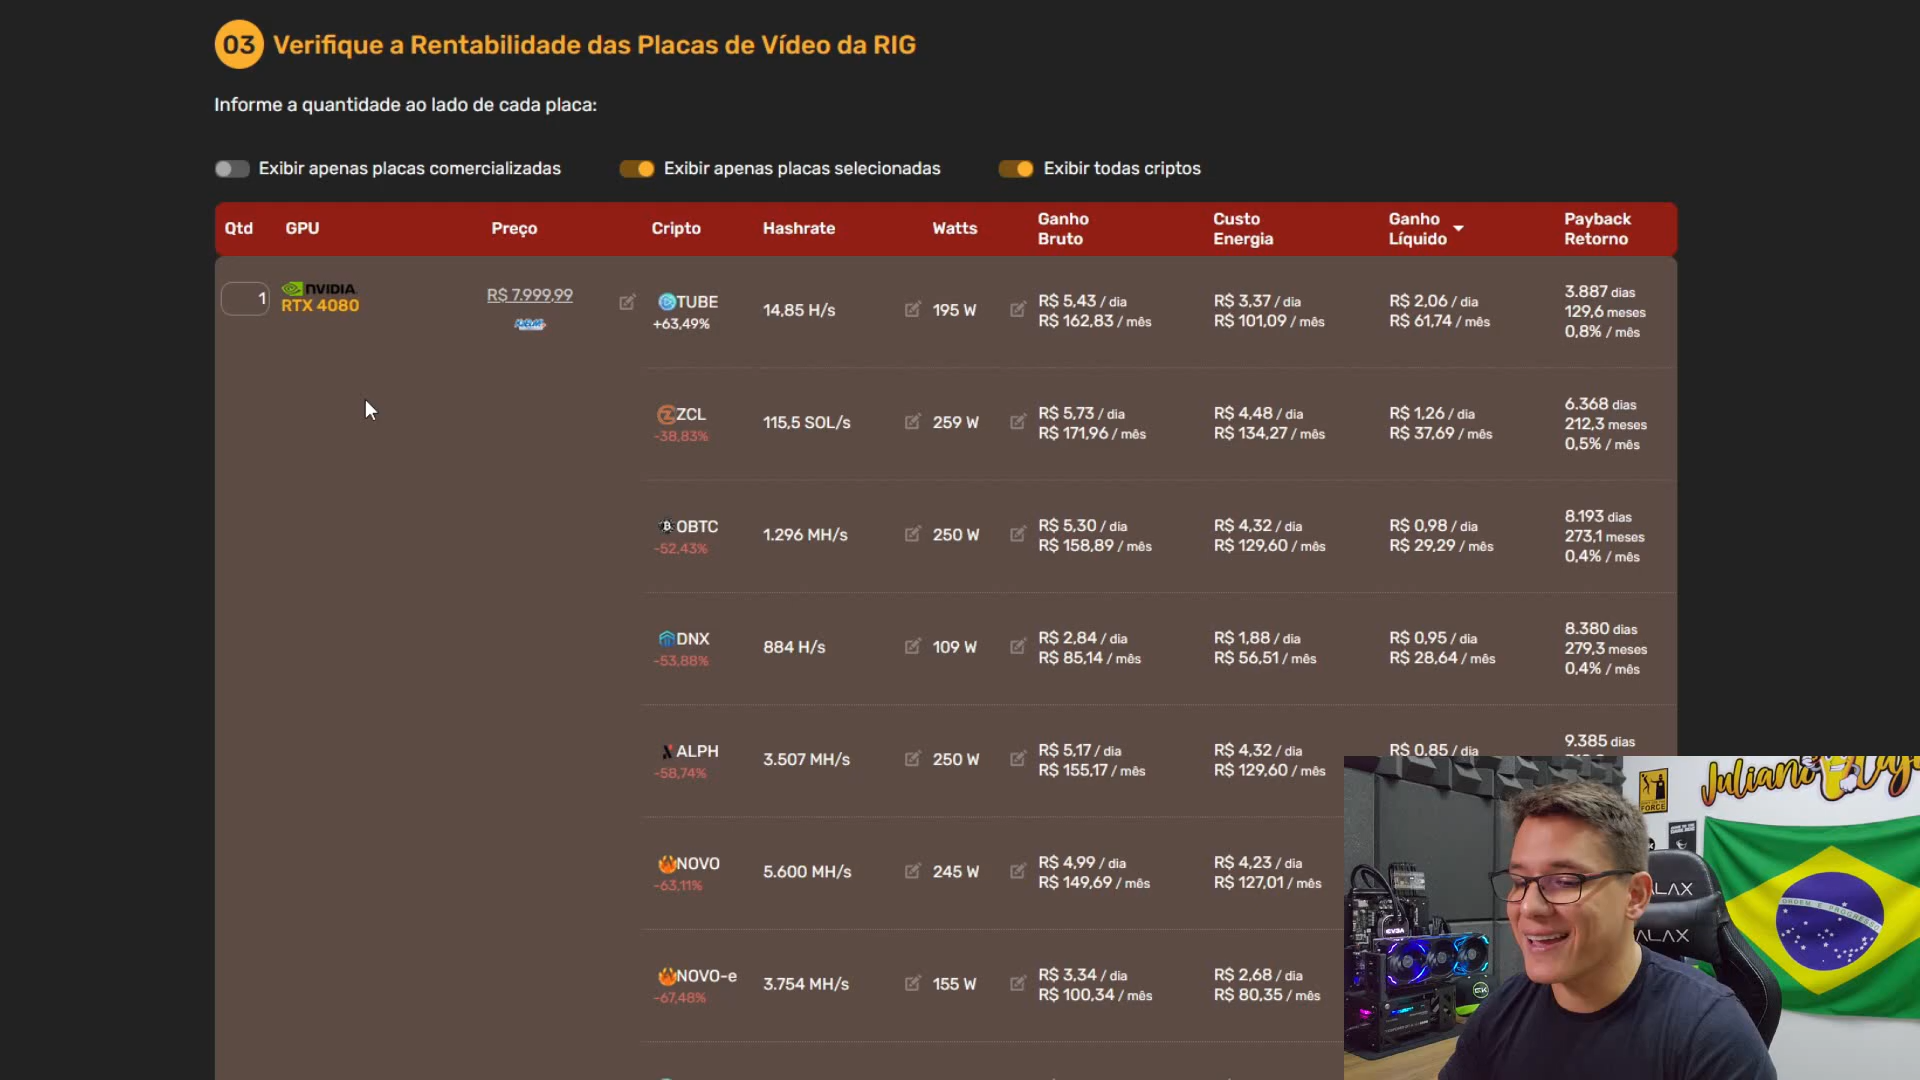 03 Verifique a Rentabilidade das Placas de Vídeo da RIG
Informe a quantidade ao lado de cada placa:
Exibir apenas placas comercializadas
Exibir apenas placas selecionadas
Exibir todas criptos
Qtd GPU Preço Cripto Hashrate Watts Ganho Bruto Custo Energia Ganho Líquido Payback Retorno
1 NVIDIA RTX 4080 R$ 7.999,99
TUBE +63,49% 14,85 H/s 195 W
R$ 5,43 / dia R$ 162,83 / mês
R$ 3,37 / dia R$ 101,09 / mês
R$ 2,06 / dia R$ 61,74 / mês
3.887 dias
129,6 meses
0,8% / mês
ZCL -38,83% 115,5 SOL/s 259 W
R$ 5,73 / dia R$ 171,96 / mês
R$ 4,48 / dia R$ 134,27 / mês
R$ 1,26 / dia R$ 37,69 / mês
6.368 dias
212,3 meses
0,5% / mês
OBTC -52,43% 1.296 MH/s 250 W
R$ 5,30 / dia R$ 158,89 / mês
R$ 4,32 / dia R$ 129,60 / mês
R$ 0,98 / dia R$ 29,29 / mês
8.193 dias
273,1 meses
0,4% / mês
DNX -53,88% 884 H/s 109 W
R$ 2,84 / dia R$ 85,14 / mês
R$ 1,88 / dia R$ 56,51 / mês
R$ 0,95 / dia R$ 28,64 / mês
8.380 dias
279,3 meses
0,4% / mês
ALPH -58,74% 3.507 MH/s 250 W
R$ 5,17 / dia R$ 155,17 / mês
R$ 4,32 / dia R$ 129,60 / mês
R$ 0,85 / dia
9.385 dias
NOVO -63,11% 5.600 MH/s 245 W
R$ 4,99 / dia R$ 149,69 / mês
R$ 4,23 / dia R$ 127,01 / mês
NOVO-e -67,48% 3.754 MH/s 155 W
R$ 3,34 / dia R$ 100,34 / mês
R$ 2,68 / dia R$ 80,35 / mês
Juliano
FORCE
EVGA
ALAX
ALAX
ORDEM E PROGRESSO